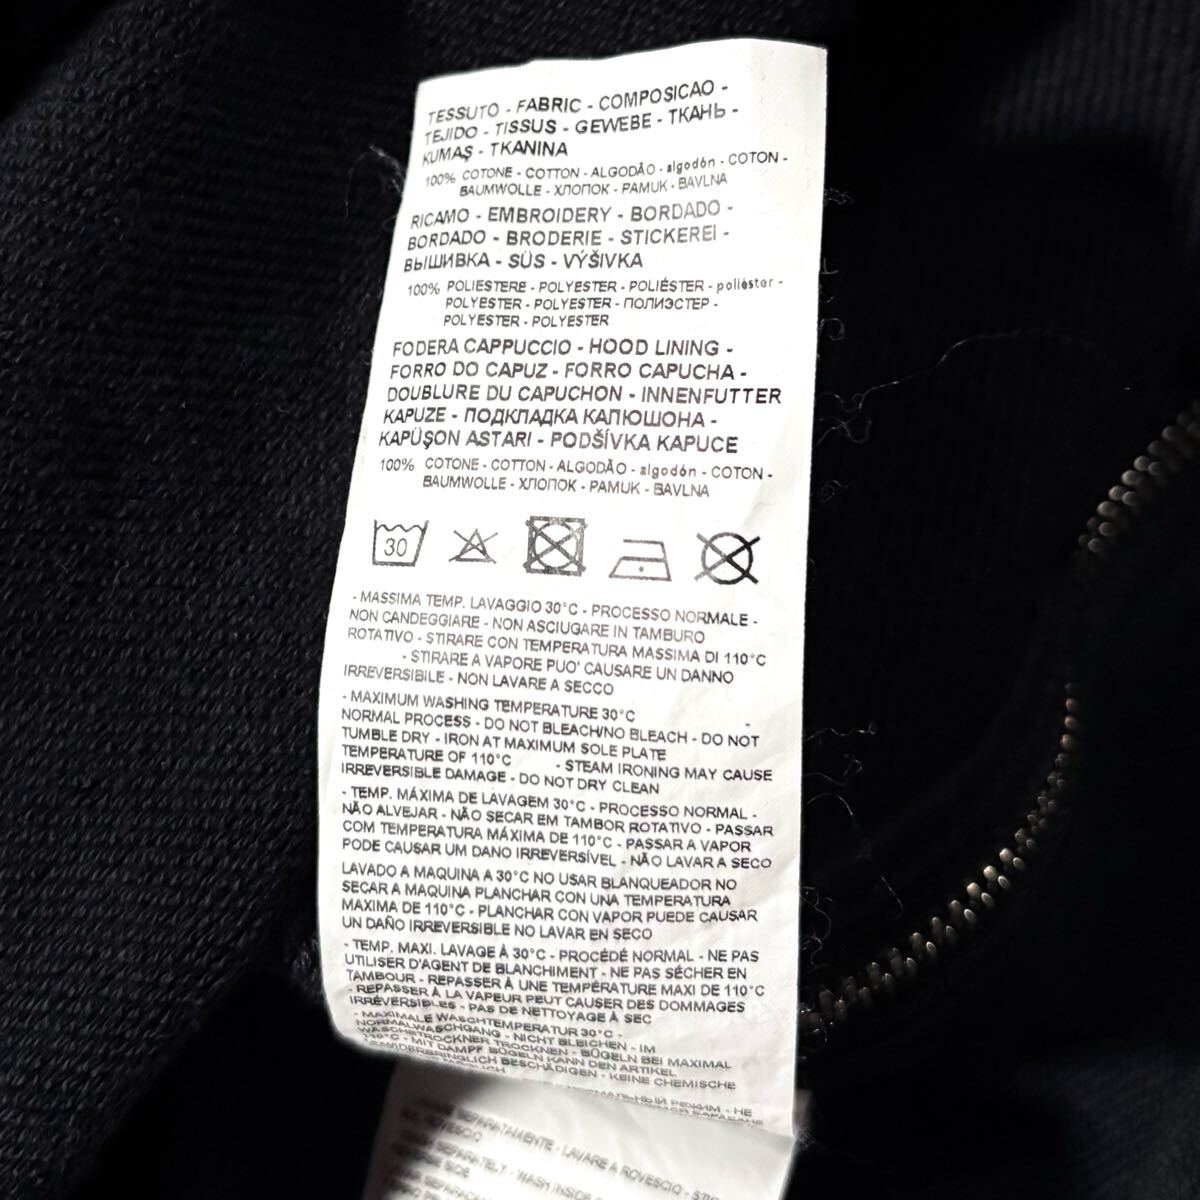 TESSUTO - FABRIC - COMPOSICAO -
TEJIDO - TISSUS - GEWEBE - ТКАНЬ -
KUMAŞ - TKANINA
100% COTONE - COTTON - ALGODÃO - algodón - COTON -
BAUMWOLLE - ХЛОПОК - PAMUK - BAVLNA
RICAMO - EMBROIDERY - BORDADO -
BORDADO - BRODERIE - STICKEREI -
ВЫШИВКА - SÜS - VÝŠIVKA
100% POLIESTERE - POLYESTER - POLIÉSTER - poliéster -
POLYESTER - POLYESTER - ПОЛИЭСТЕР -
POLYESTER - POLYESTER
FODERA CAPPUCCIO - HOOD LINING -
FORRO DO CAPUZ - FORRO CAPUCHA -
DOUBLURE DU CAPUCHON - INNENFUTTER
KAPUZE - ПОДКЛАДКА КАПЮШОНА -
KAPÜŞON ASTARI - PODŠÍVKA KAPUCE
100% COTONE - COTTON - ALGODÃO - algodón - COTON -
BAUMWOLLE - ХЛОПОК - PAMUK - BAVLNA
30
- MASSIMA TEMP. LAVAGGIO 30°C - PROCESSO NORMALE -
NON CANDEGGIARE - NON ASCIUGARE IN TAMBURO
ROTATIVO - STIRARE CON TEMPERATURA MASSIMA DI 110°C
- STIRARE A VAPORE PUO' CAUSARE UN DANNO
IRREVERSIBILE - NON LAVARE A SECCO
- MAXIMUM WASHING TEMPERATURE 30°C -
NORMAL PROCESS - DO NOT BLEACH/NO BLEACH - DO NOT
TUMBLE DRY - IRON AT MAXIMUM SOLE PLATE
TEMPERATURE OF 110°C - STEAM IRONING MAY CAUSE
IRREVERSIBLE DAMAGE - DO NOT DRY CLEAN
- TEMP. MÁXIMA DE LAVAGEM 30°C - PROCESSO NORMAL -
NÃO ALVEJAR - NÃO SECAR EM TAMBOR ROTATIVO - PASSAR
COM TEMPERATURA MÁXIMA DE 110°C - PASSAR A VAPOR
PODE CAUSAR UM DANO IRREVERSÍVEL - NÃO LAVAR A SECO
LAVADO A MAQUINA A 30°C NO USAR BLANQUEADOR NO
SECAR A MAQUINA PLANCHAR CON UNA TEMPERATURA
MAXIMA DE 110°C - PLANCHAR CON VAPOR PUEDE CAUSAR
UN DAÑO IRREVERSIBLE NO LAVAR EN SECO
- TEMP. MAXI. LAVAGE À 30°C - PROCÉDÉ NORMAL - NE PAS
UTILISER D'AGENT DE BLANCHIMENT - NE PAS SÉCHER EN
TAMBOUR - REPASSER À UNE TEMPÉRATURE MAXI DE 110°C
- REPASSER À LA VAPEUR PEUT CAUSER DES DOMMAGES
IRRÉVERSIBLES - PAS DE NETTOYAGE À SEC
- MAXIMALE WASCHTEMPERATUR 30°C -
NORMALWASCHGANG - NICHT BLEICHEN - IM
WÄSCHETROCKNER TROCKNEN - BÜGELN BEI MAXIMAL
110°C - MIT DAMPF BÜGELN KANN DEN ARTIKEL
BESCHÄDIGEN - KEINE CHEMISCHE
РЕЖИМ - НЕ
SEPARATAMENTE - LAVARE A ROVESCIO -
SEPARATELY - WASH INSIDE
SIDE